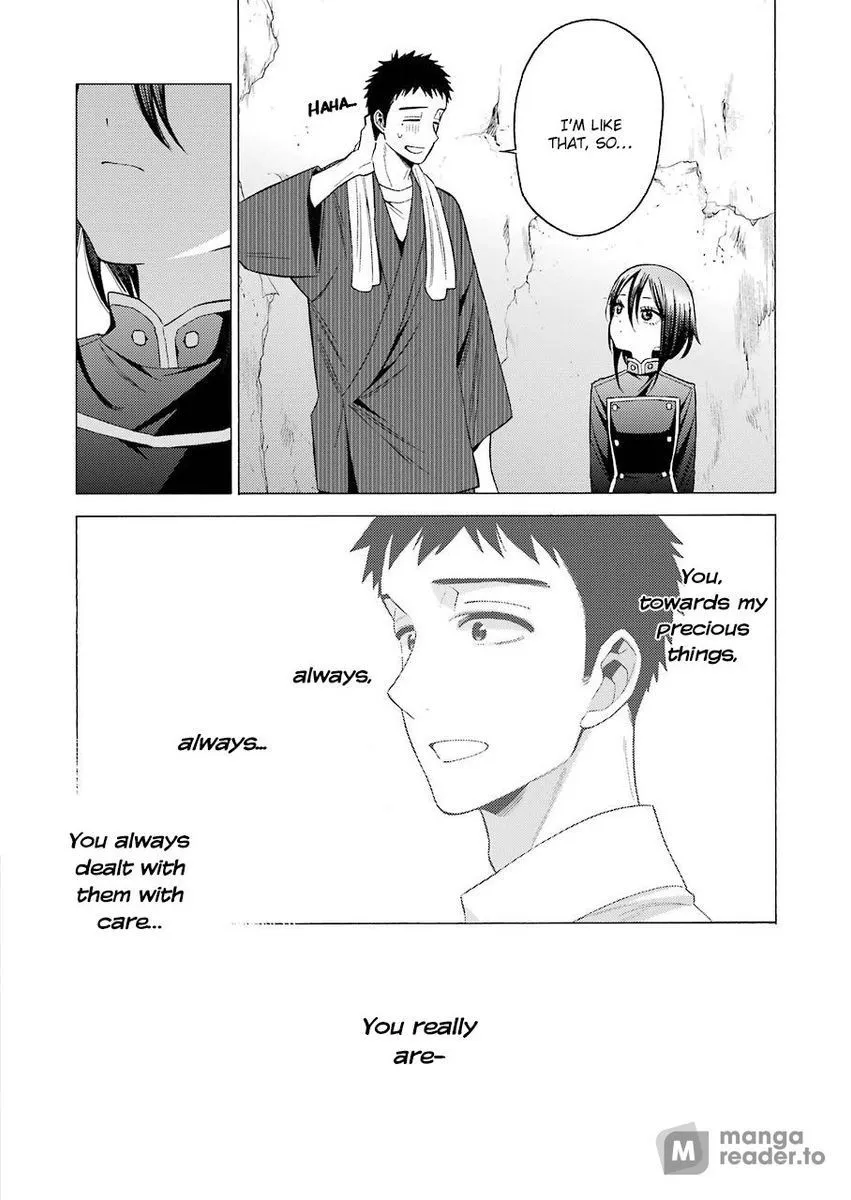 I'M LIKE
THAT, SO...
HAHA...
You,
towards my
precious
things,
always,
always...
You always
dealt with
them with
care...
You really
are-
M manga
reader.to